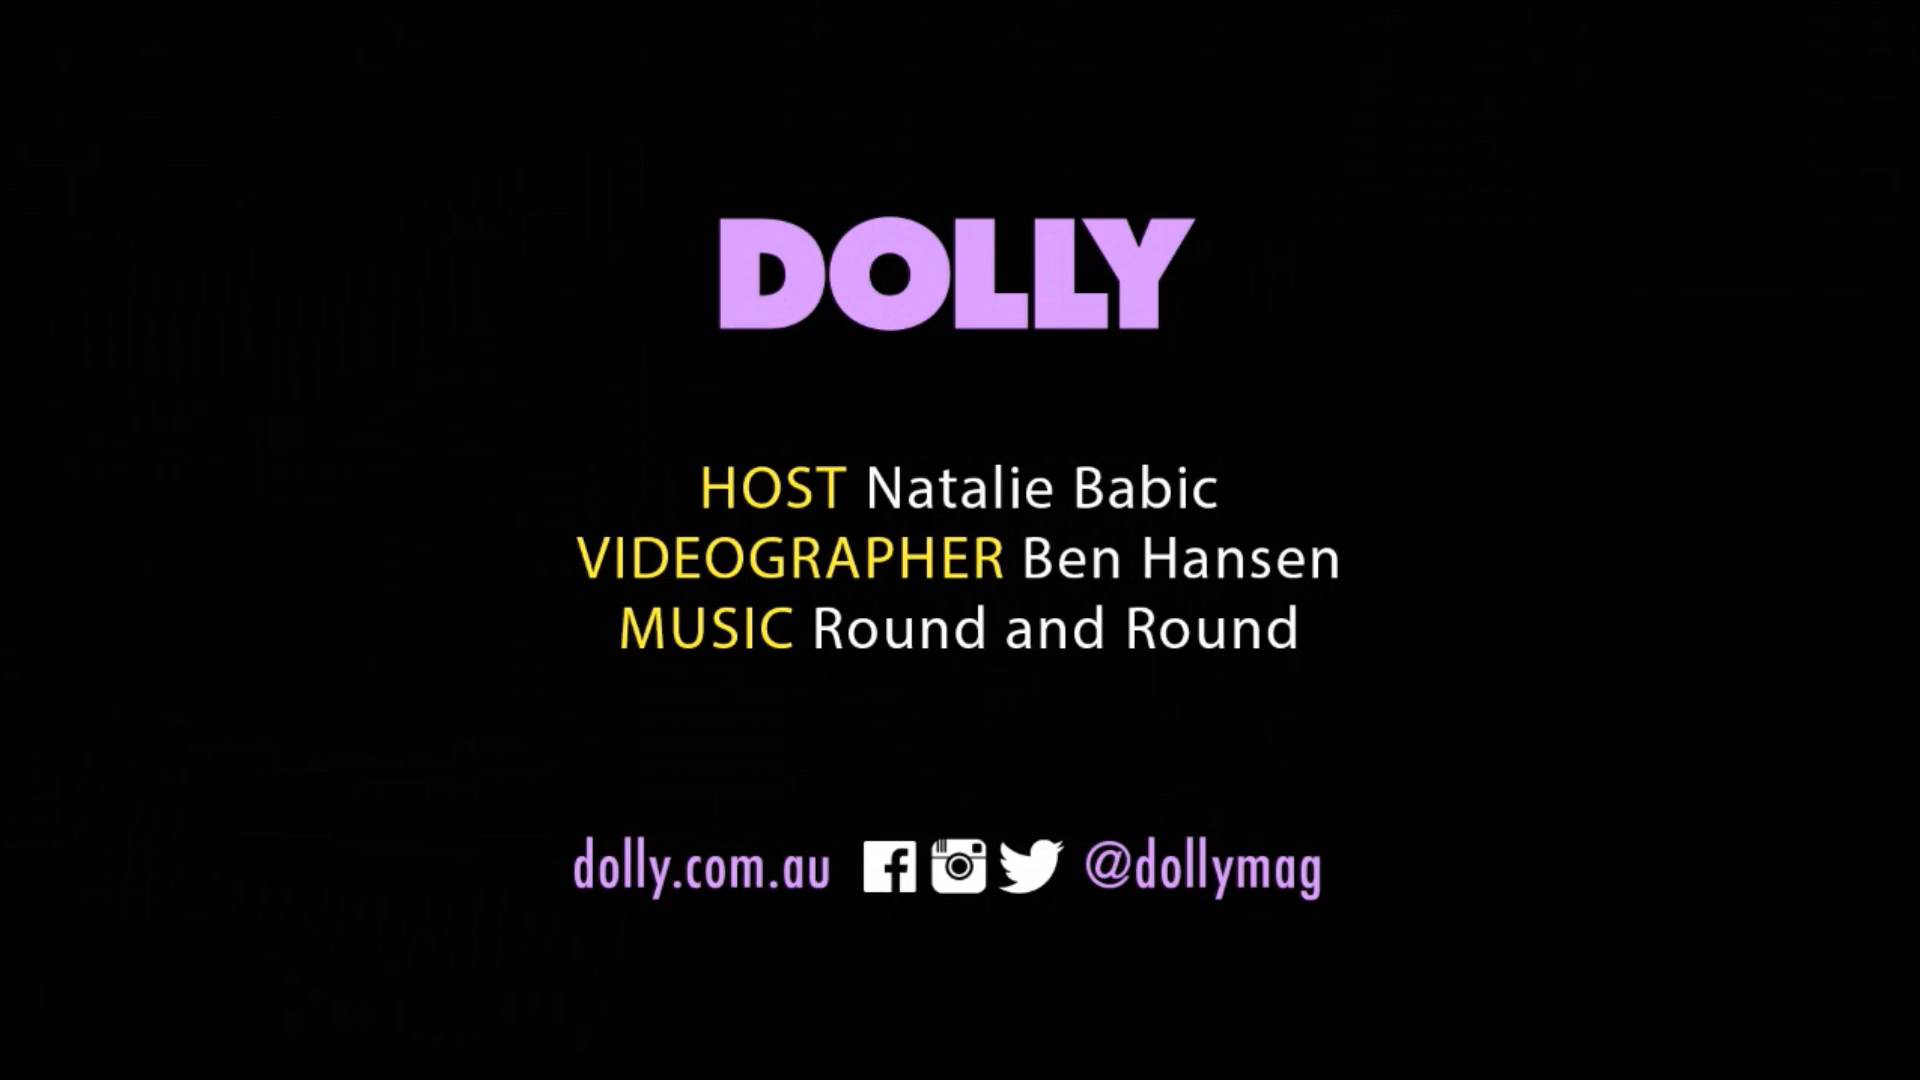 DOLLY
HOST Natalie Babic
VIDEOGRAPHER Ben Hansen
MUSIC Round and Round
dolly.com.au @dollymag